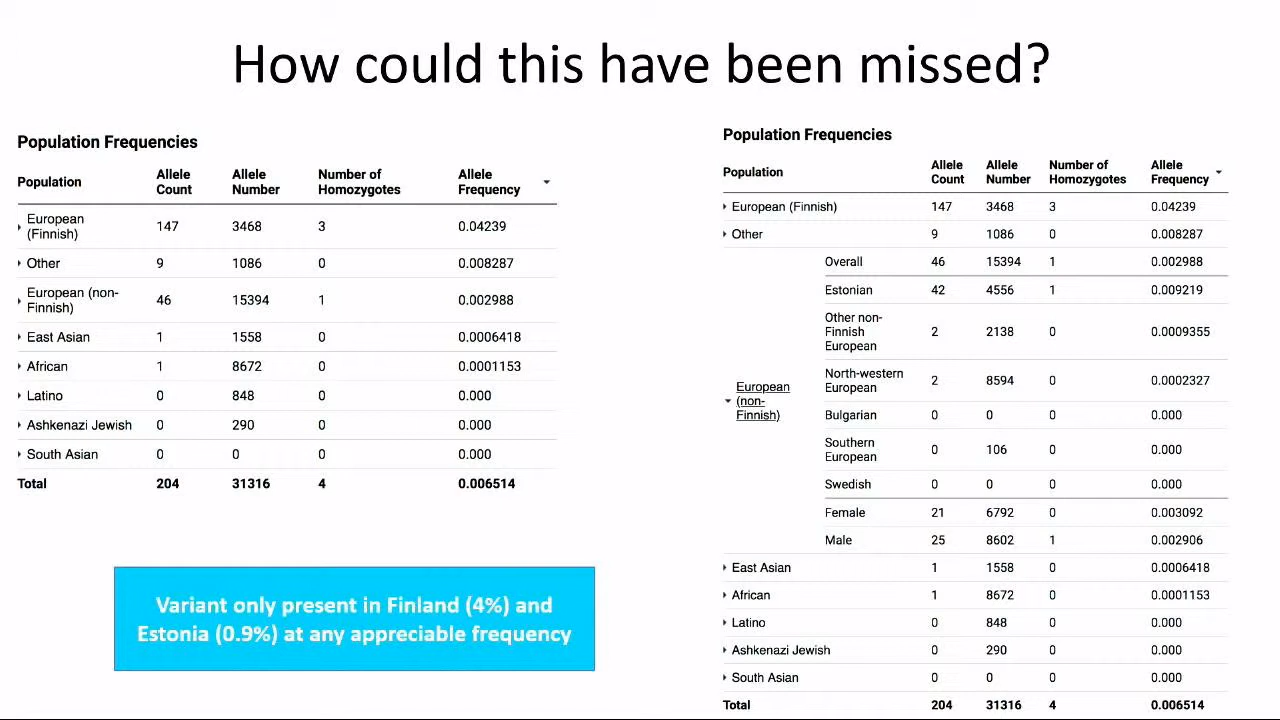 How could this have been missed?
Population Frequencies
Population Allele Count Allele Number Number of Homozygotes Allele Frequency
European (Finnish) 147 3468 3 0.04239
Other 9 1086 0 0.008287
European (non-Finnish) 46 15394 1 0.002988
East Asian 1 1558 0 0.0006418
African 1 8672 0 0.0001153
Latino 0 848 0 0.000
Ashkenazi Jewish 0 290 0 0.000
South Asian 0 0 0 0.000
Total 204 31316 4 0.006514
Variant only present in Finland (4%) and
Estonia (0.9%) at any appreciable frequency
Population Frequencies
Population Allele Count Allele Number Number of Homozygotes Allele Frequency
European (Finnish) 147 3468 3 0.04239
Other 9 1086 0 0.008287
European (non-Finnish)
Overall 46 15394 1 0.002988
Estonian 42 4556 1 0.009219
Other non-Finnish European 2 2138 0 0.0009355
North-western European 2 8594 0 0.0002327
Bulgarian 0 0 0 0.000
Southern European 0 106 0 0.000
Swedish 0 0 0 0.000
Female 21 6792 0 0.003092
Male 25 8602 1 0.002906
East Asian 1 1558 0 0.0006418
African 1 8672 0 0.0001153
Latino 0 848 0 0.000
Ashkenazi Jewish 0 290 0 0.000
South Asian 0 0 0 0.000
Total 204 31316 4 0.006514